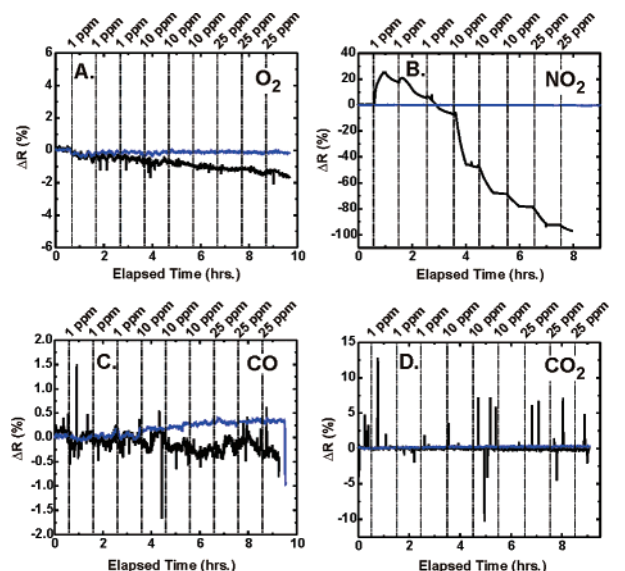 1 ppm 1 ppm 1 ppm 10 ppm 10 ppm 10 ppm 25 ppm 25 ppm 25 ppm
A. O2
6
4
2
0
-2
-4
-6
ΔR (%)
0 2 4 6 8 10
Elapsed Time (hrs.)
1 ppm 1 ppm 1 ppm 10 ppm 10 ppm 10 ppm 25 ppm 25 ppm
B. NO2
40
20
0
-20
-40
-60
-80
-100
ΔR (%)
0 2 4 6 8
Elapsed Time (hrs.)
1 ppm 1 ppm 1 ppm 10 ppm 10 ppm 10 ppm 25 ppm 25 ppm 25 ppm
C. CO
2.0
1.5
1.0
0.5
0.0
-0.5
-1.0
-1.5
-2.0
ΔR (%)
0 2 4 6 8 10
Elapsed Time (hrs.)
1 ppm 1 ppm 1 ppm 10 ppm 10 ppm 10 ppm 25 ppm 25 ppm 25 ppm
D. CO2
15
10
5
0
-5
-10
ΔR (%)
0 2 4 6 8
Elapsed Time (hrs.)